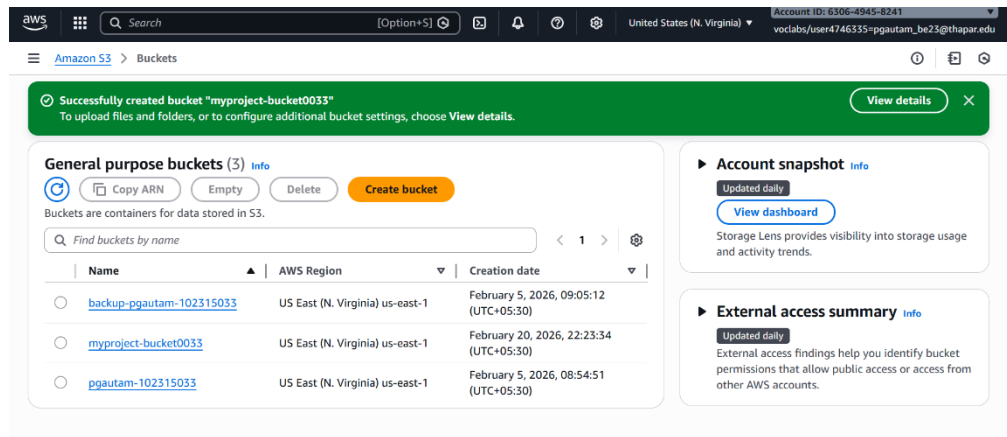 aws
Search
[Option+S]
United States (N. Virginia)
Account ID: 6306-4945-8241
voclabs/user4746335=pgautam_be23@thapar.edu
Amazon S3 > Buckets
Successfully created bucket "myproject-bucket0033"
To upload files and folders, or to configure additional bucket settings, choose View details.
View details
General purpose buckets (3) Info
Copy ARN
Empty
Delete
Create bucket
Buckets are containers for data stored in S3.
Find buckets by name
1
Name AWS Region Creation date
backup-pgautam-102315033 US East (N. Virginia) us-east-1 February 5, 2026, 09:05:12
(UTC+05:30)
myproject-bucket0033 US East (N. Virginia) us-east-1 February 20, 2026, 22:23:34
(UTC+05:30)
pgautam-102315033 US East (N. Virginia) us-east-1 February 5, 2026, 08:54:51
(UTC+05:30)
Account snapshot Info
Updated daily
View dashboard
Storage Lens provides visibility into storage usage
and activity trends.
External access summary Info
Updated daily
External access findings help you identify bucket
permissions that allow public access or access from
other AWS accounts.